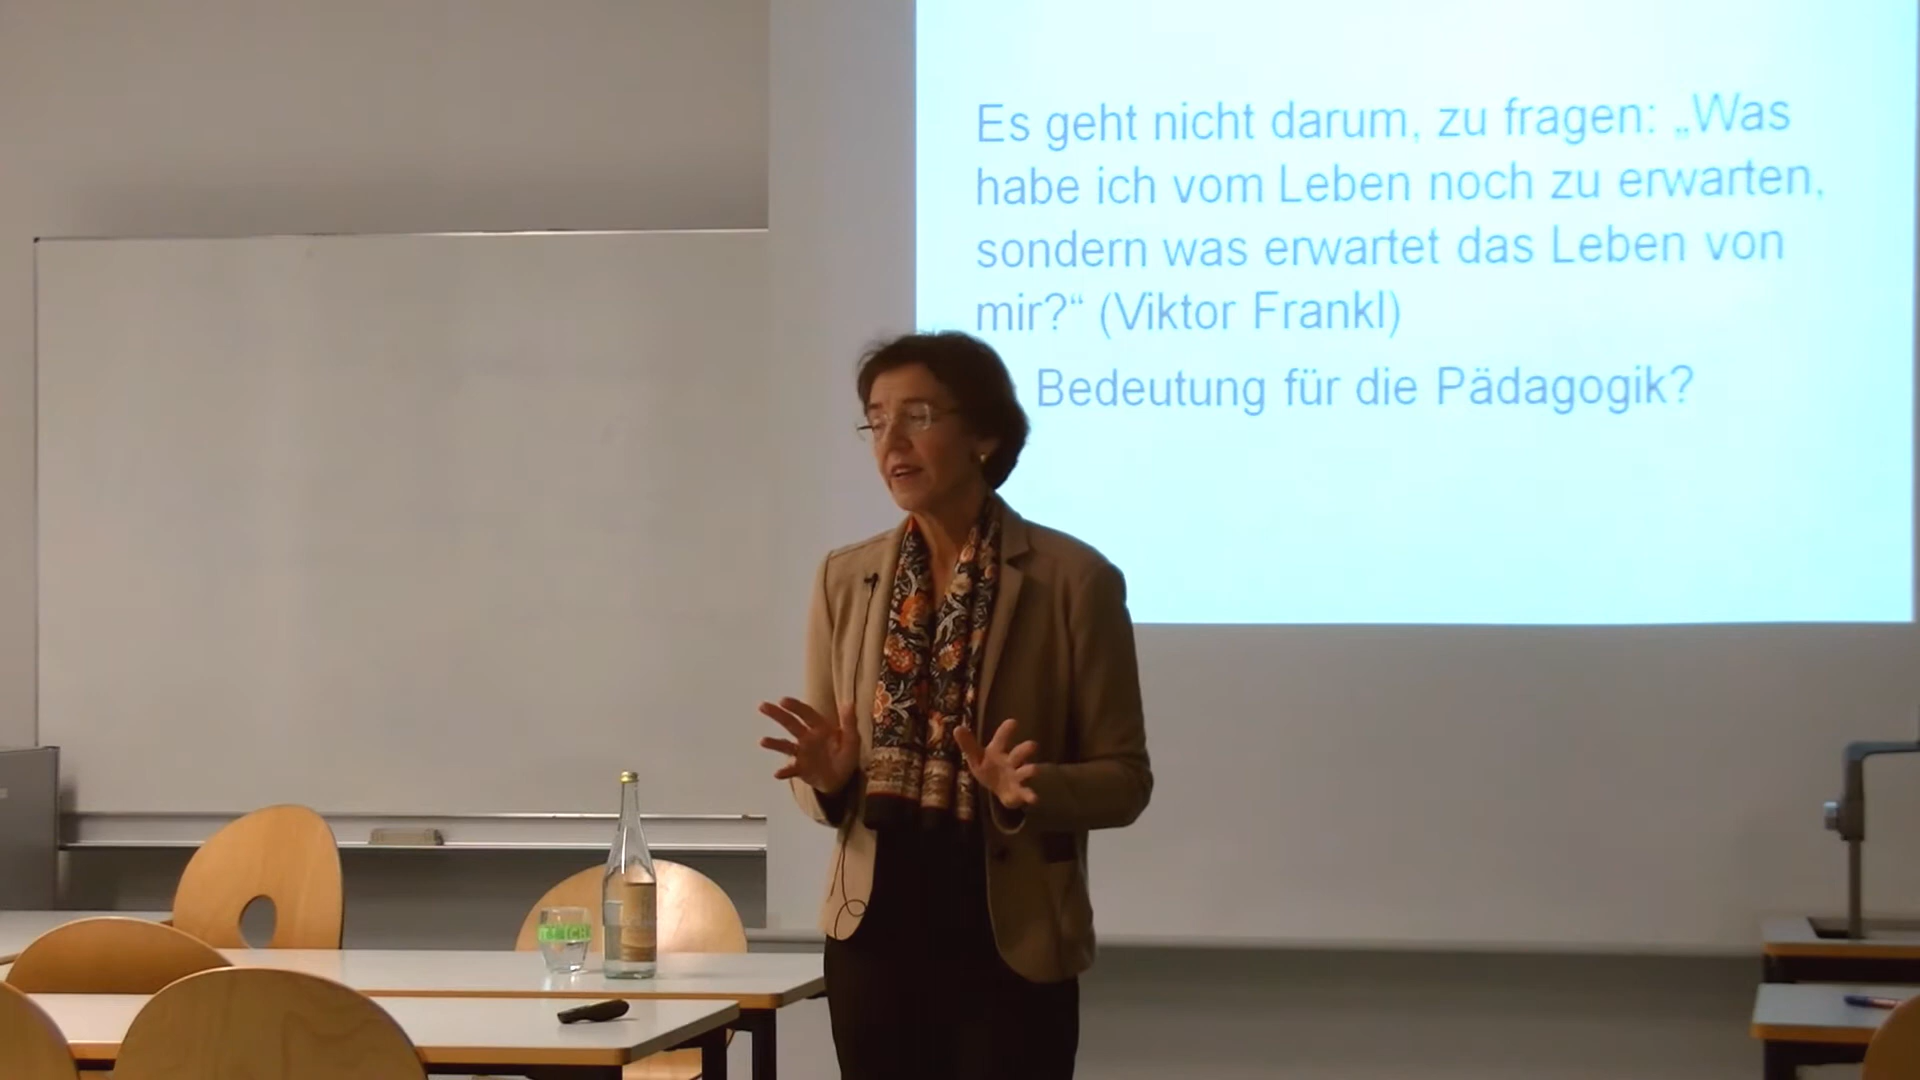 Es geht nicht darum, zu fragen: „Was
habe ich vom Leben noch zu erwarten,
sondern was erwartet das Leben von
mir?“ (Viktor Frankl)
Bedeutung für die Pädagogik?